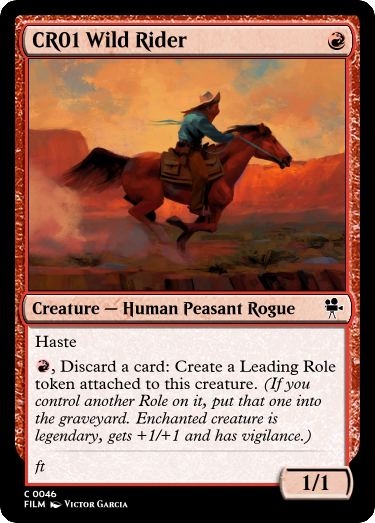 CR01 Wild Rider
Creature — Human Peasant Rogue
Haste
, Discard a card: Create a Leading Role
token attached to this creature. (If you
control another Role on it, put that one into
the graveyard. Enchanted creature is
legendary, gets +1/+1 and has vigilance.)
ft
1/1
C 0046
FILM Victor Garcia